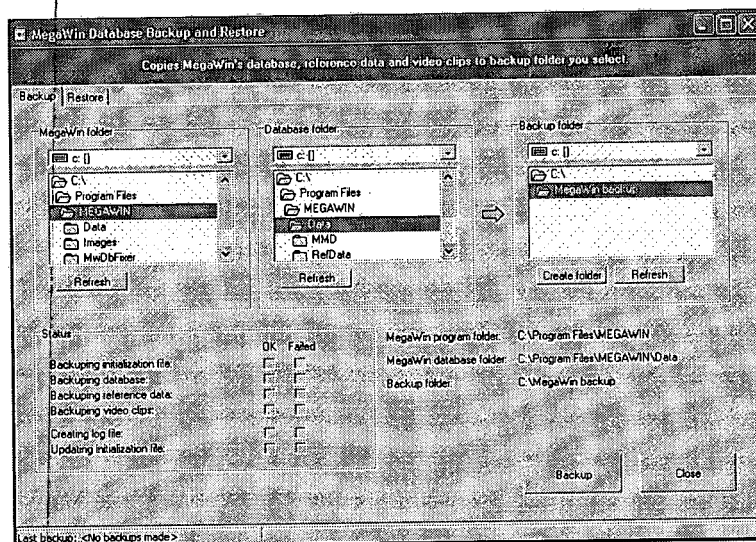 MegaWin Database Backup and Restore
Copies MegaWin's database, reference data and video clips to backup folder you select.
Backup Restore
MegaWin folder
c: []
C:\
Program Files
MEGAWIN
Data
Images
MwDbFixer
Refresh
Database folder
c: []
C:\
Program Files
MEGAWIN
Data
MMD
RefData
Refresh
Backup folder
c: []
C:\
MegaWin backup
Create folder Refresh
Status
OK Failed
Backuping initialization file:
Backuping database:
Backuping reference data:
Backuping video clips:
Creating log file:
Updating initialization file:
MegaWin program folder: C:\Program Files\MEGAWIN
MegaWin database folder: C:\Program Files\MEGAWIN\Data
Backup folder: C:\MegaWin backup
Backup Close
Last backup: <No backups made>